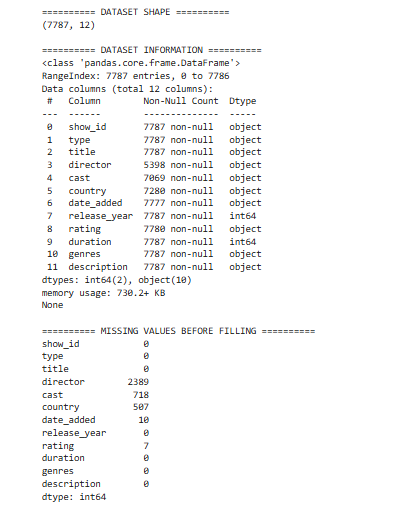 ========== DATASET SHAPE ==========
(7787, 12)
========== DATASET INFORMATION ==========
<class 'pandas.core.frame.DataFrame'>
RangeIndex: 7787 entries, 0 to 7786
Data columns (total 12 columns):
 #   Column        Non-Null Count  Dtype
---  ------        --------------  -----
 0   show_id       7787 non-null   object
 1   type          7787 non-null   object
 2   title         7787 non-null   object
 3   director      5398 non-null   object
 4   cast          7069 non-null   object
 5   country       7280 non-null   object
 6   date_added    7777 non-null   object
 7   release_year  7787 non-null   int64
 8   rating        7780 non-null   object
 9   duration      7787 non-null   int64
 10  genres        7787 non-null   object
 11  description   7787 non-null   object
dtypes: int64(2), object(10)
memory usage: 730.2+ KB
None
========== MISSING VALUES BEFORE FILLING ==========
show_id            0
type               0
title              0
director        2389
cast             718
country          507
date_added        10
release_year       0
rating             7
duration           0
genres             0
description        0
dtype: int64